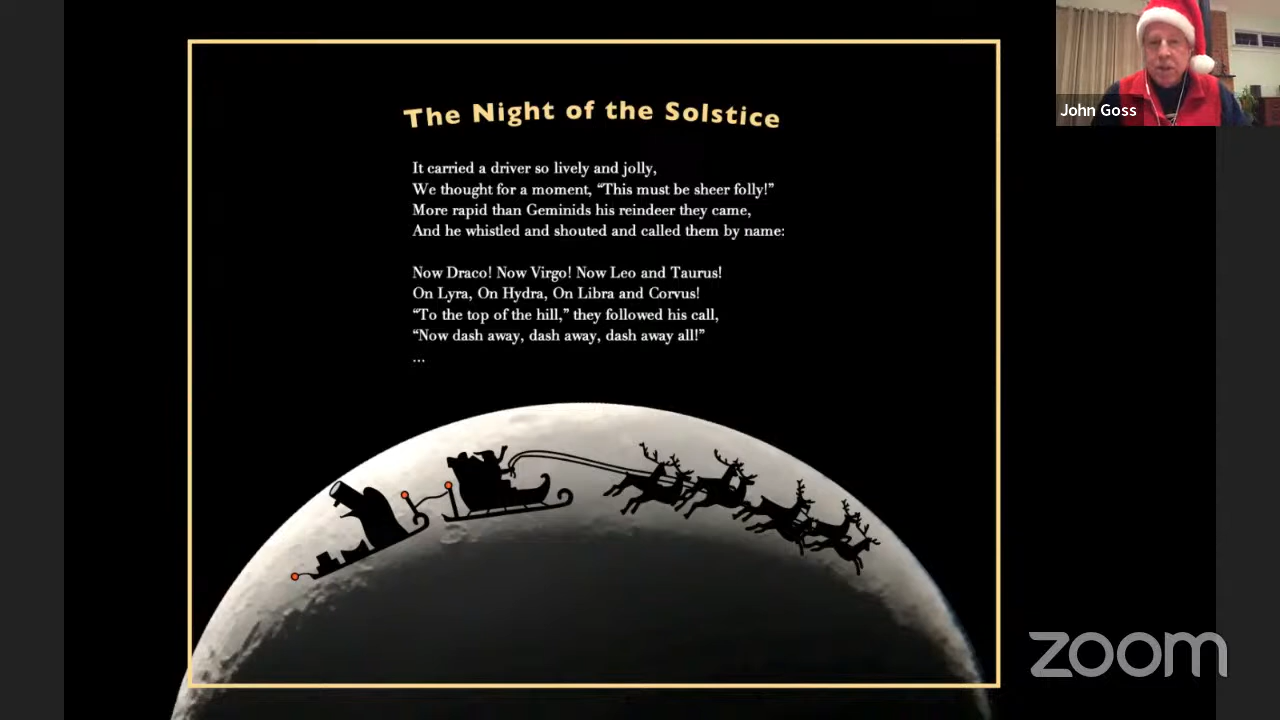 The Night of the Solstice
It carried a driver so lively and jolly,
We thought for a moment, “This must be sheer folly!”
More rapid than Geminids his reindeer they came,
And he whistled and shouted and called them by name:
Now Draco! Now Virgo! Now Leo and Taurus!
On Lyra, On Hydra, On Libra and Corvus!
“To the top of the hill,” they followed his call,
“Now dash away, dash away, dash away all!”
...
John Goss
zoom